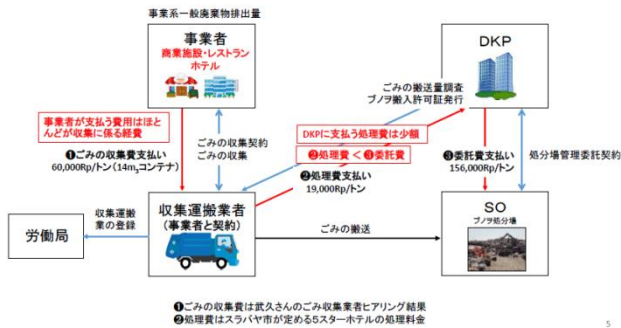 事業系一般廃棄物排出量
事業者
商業施設・レストラン
ホテル
DKP
ごみの搬送量調査
ブノヲ搬入許可証発行
事業者が支払う費用はほと
んどが収集に係る経費
ごみの収集契約
ごみの収集
DKPに支払う処理費は少額
❷処理費 < ❸委託費
❶ごみの収集費支払い
60,000Rp/トン(14m3コンテナ)
❷処理費支払い
19,000Rp/トン
❸委託費支払い
156,000Rp/トン
処分場管理委託契約
労働局
収集運搬
業の登録
収集運搬業者
(事業者と契約)
ごみの搬送
SO
ブノヲ処分場
❶ごみの収集費は武久さんのごみ収集業者ヒアリング結果
❷処理費はスラバヤ市が定める5スターホテルの処理料金
5